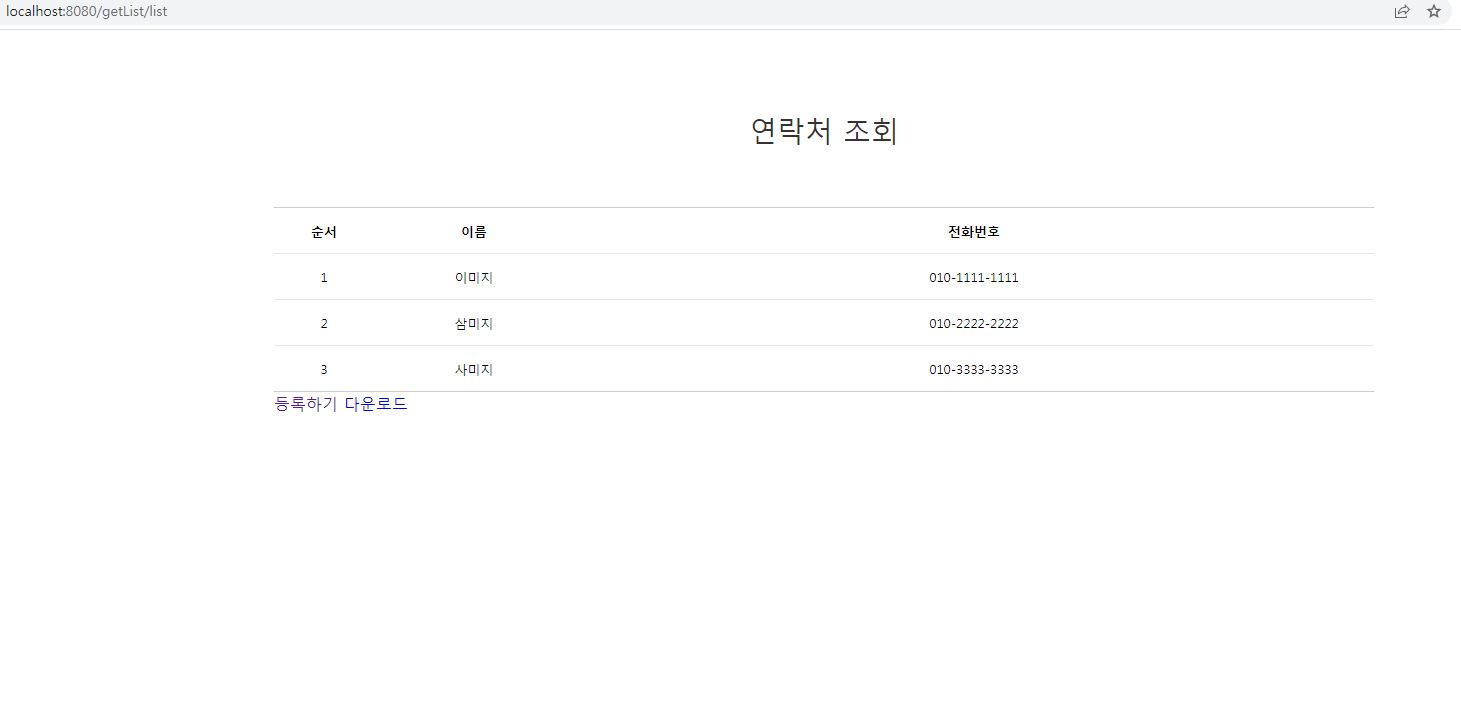 localhost:8080/getList/list
연락처 조회
순서 이름 전화번호
1 이미지 010-1111-1111
2 삼미지 010-2222-2222
3 사미지 010-3333-3333
등록하기 다운로드